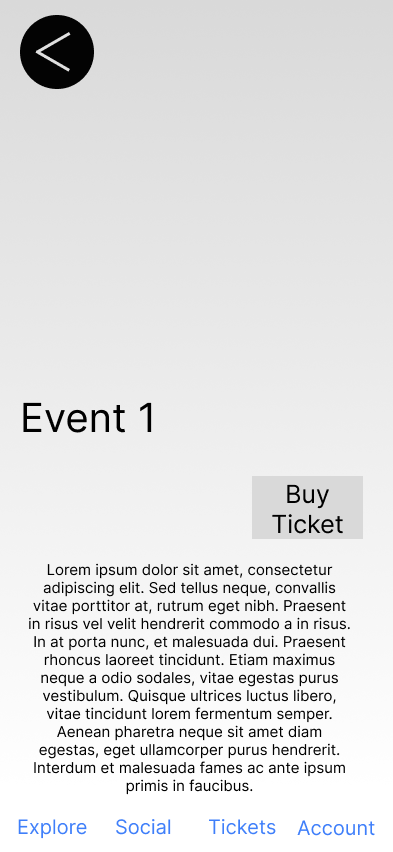 Event 1
Buy
Ticket
Lorem ipsum dolor sit amet, consectetur
adipiscing elit. Sed tellus neque, convallis
vitae porttitor at, rutrum eget nibh. Praesent
in risus vel velit hendrerit commodo a in risus.
In at porta nunc, et malesuada dui. Praesent
rhoncus laoreet tincidunt. Etiam maximus
neque a odio sodales, vitae egestas purus
vestibulum. Quisque ultrices luctus libero,
vitae tincidunt lorem fermentum semper.
Aenean pharetra neque sit amet diam
egestas, eget ullamcorper purus hendrerit.
Interdum et malesuada fames ac ante ipsum
primis in faucibus.
Explore Social Tickets Account